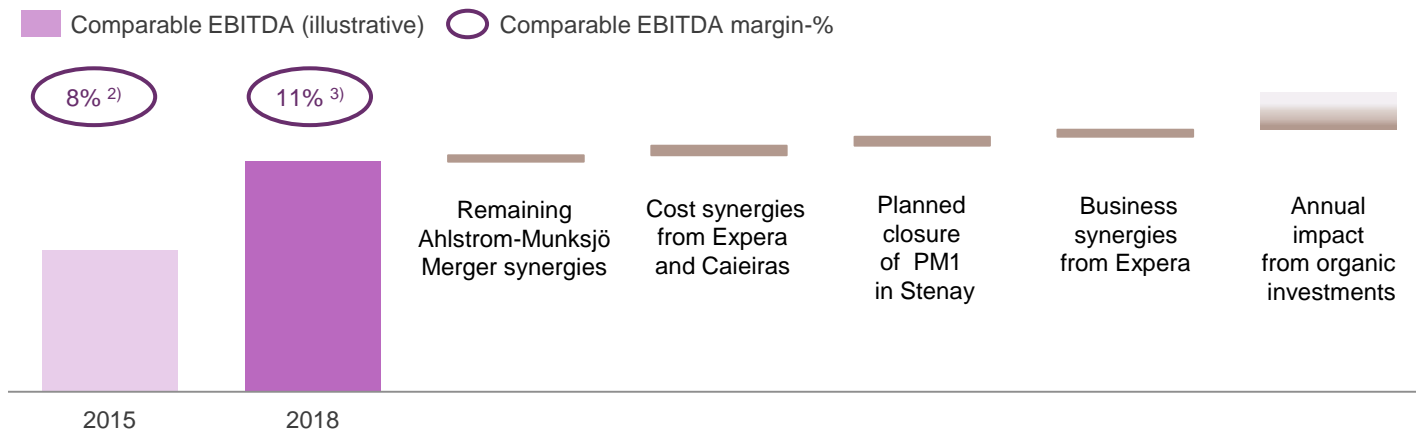 Comparable EBITDA (illustrative) Comparable EBITDA margin-%
8% 2)
11% 3)
Remaining
Ahlstrom-Munksjö
Merger synergies
Cost synergies
from Expera
and Caieiras
Planned
closure
of PM1
in Stenay
Business
synergies
from Expera
Annual
impact
from organic
investments
2015
2018